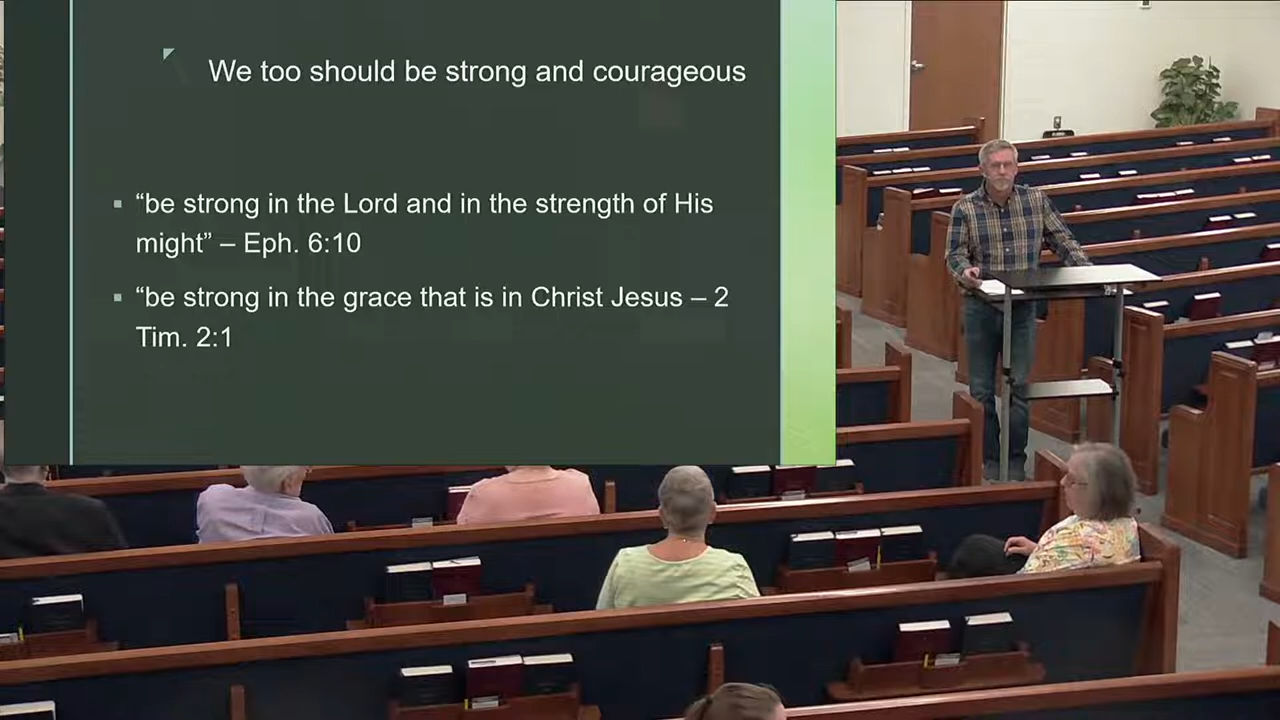 We too should be strong and courageous
“be strong in the Lord and in the strength of His
might” – Eph. 6:10
“be strong in the grace that is in Christ Jesus – 2
Tim. 2:1